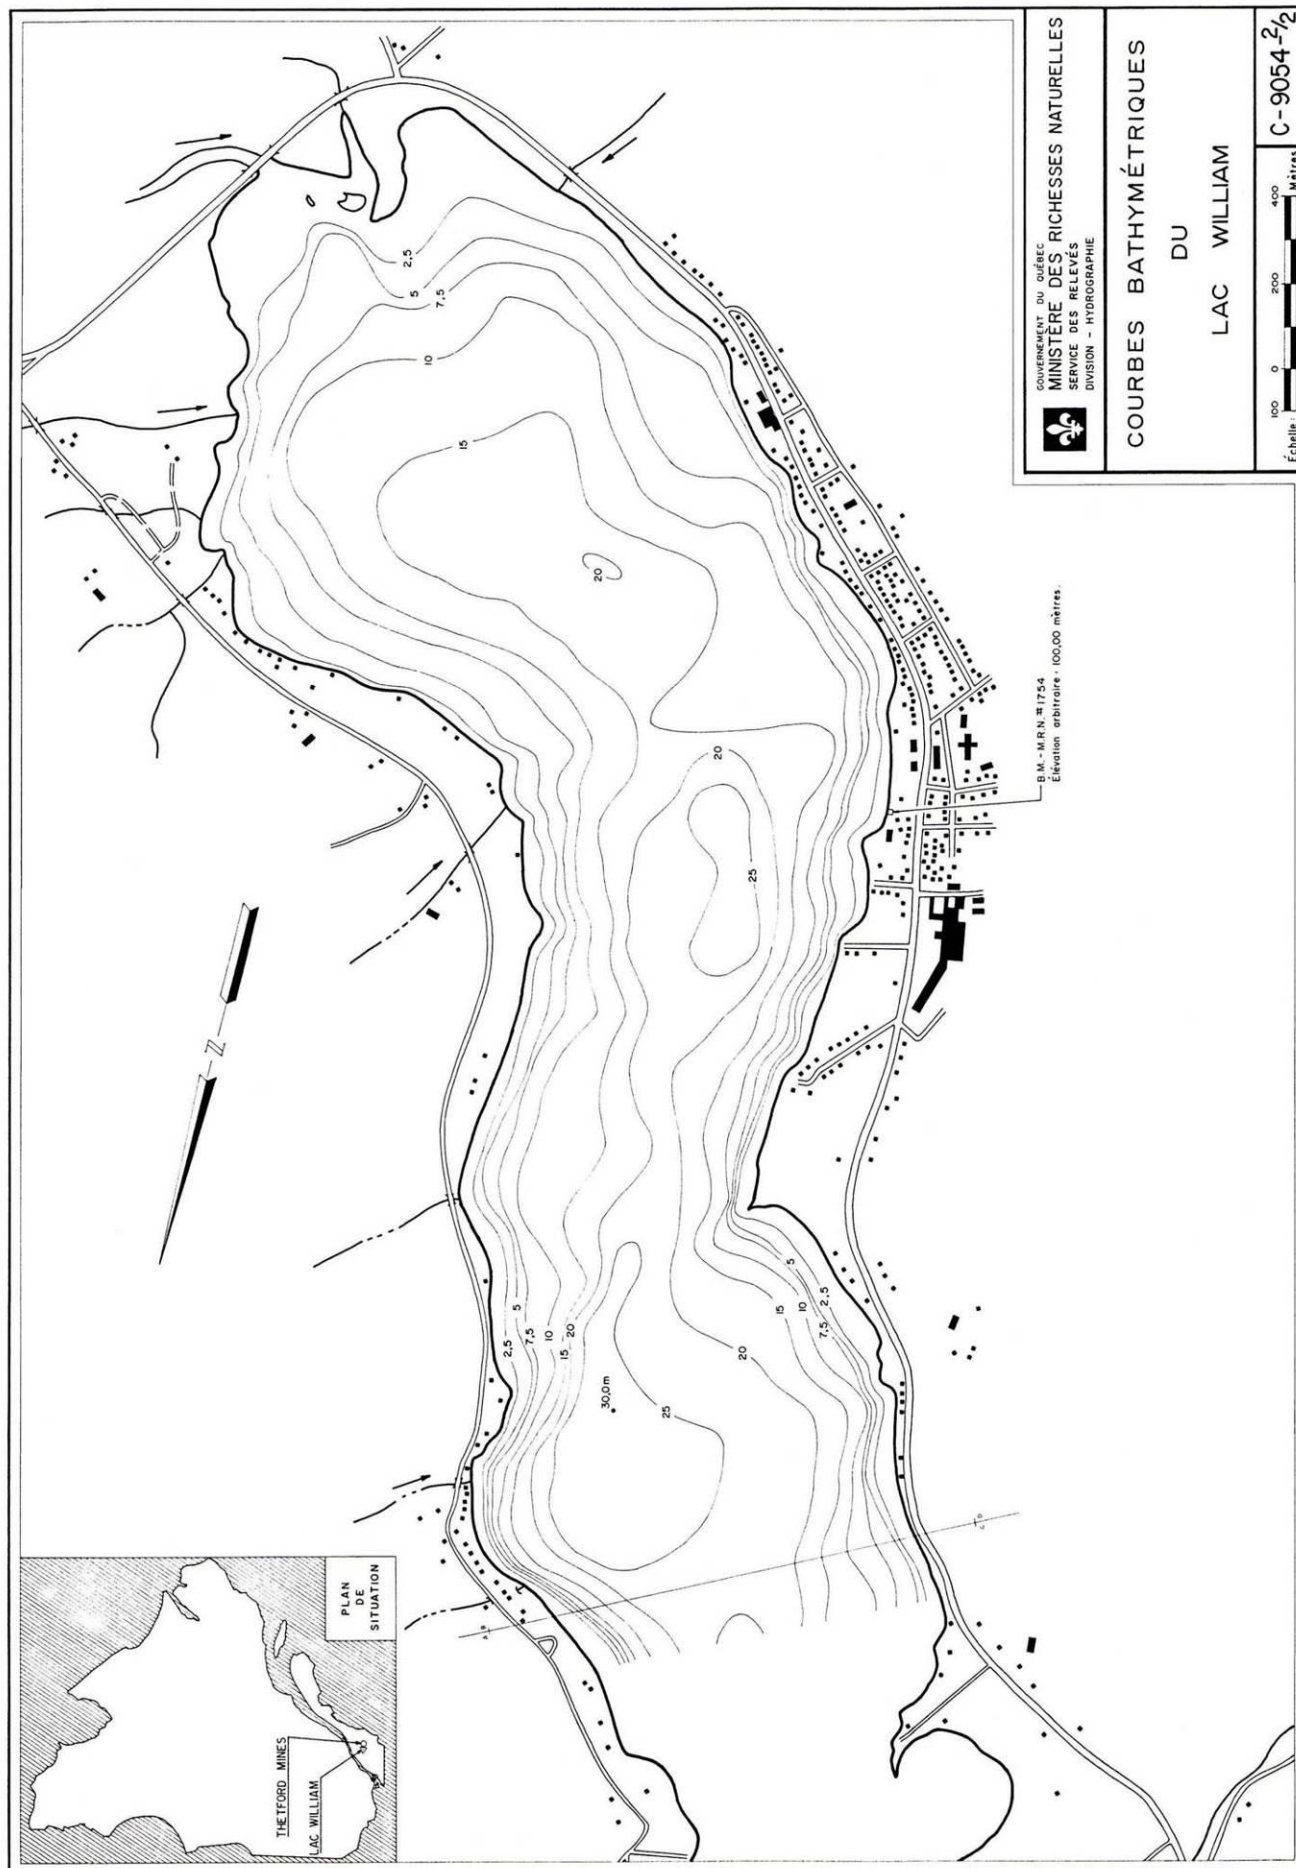 GOUVERNEMENT DU QUÉBEC
MINISTÈRE DES RICHESSES NATURELLES
SERVICE DES RELEVÉS
DIVISION - HYDROGRAPHIE
COURBES BATHYMÉTRIQUES
DU
LAC WILLIAM
C-9054-2/2
Échelle:
100 0 200 400
Mètres
2,5
5
7,5
10
15
20
20
25
B.M. - M.R.N. # 1754
Élévation arbitraire : 100,00 mètres.
N
5
2,5
7,5
10
15
20
30,0m
25
20
15
10
5
7,5
2,5
PLAN
DE
SITUATION
THETFORD MINES
LAC WILLIAM